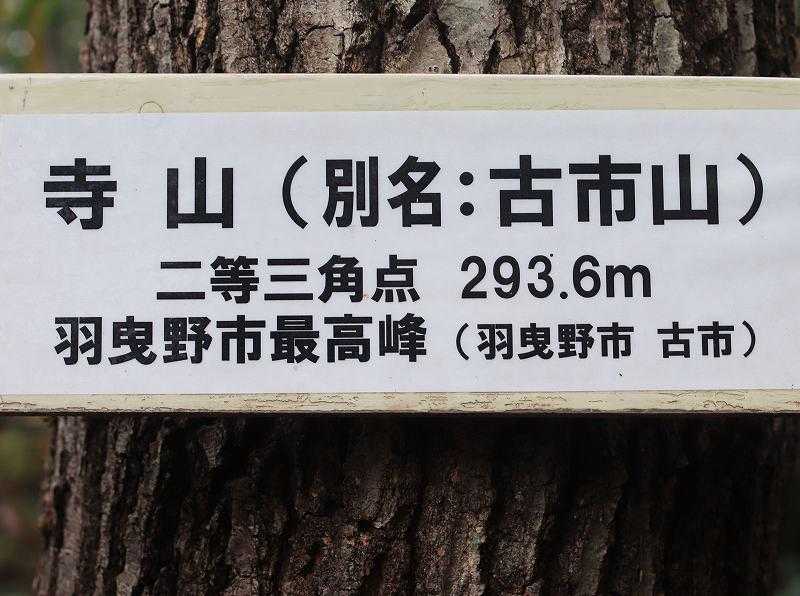 寺 山（別名：古市山）
二等三角点 293.6m
羽曳野市最高峰（羽曳野市 古市）